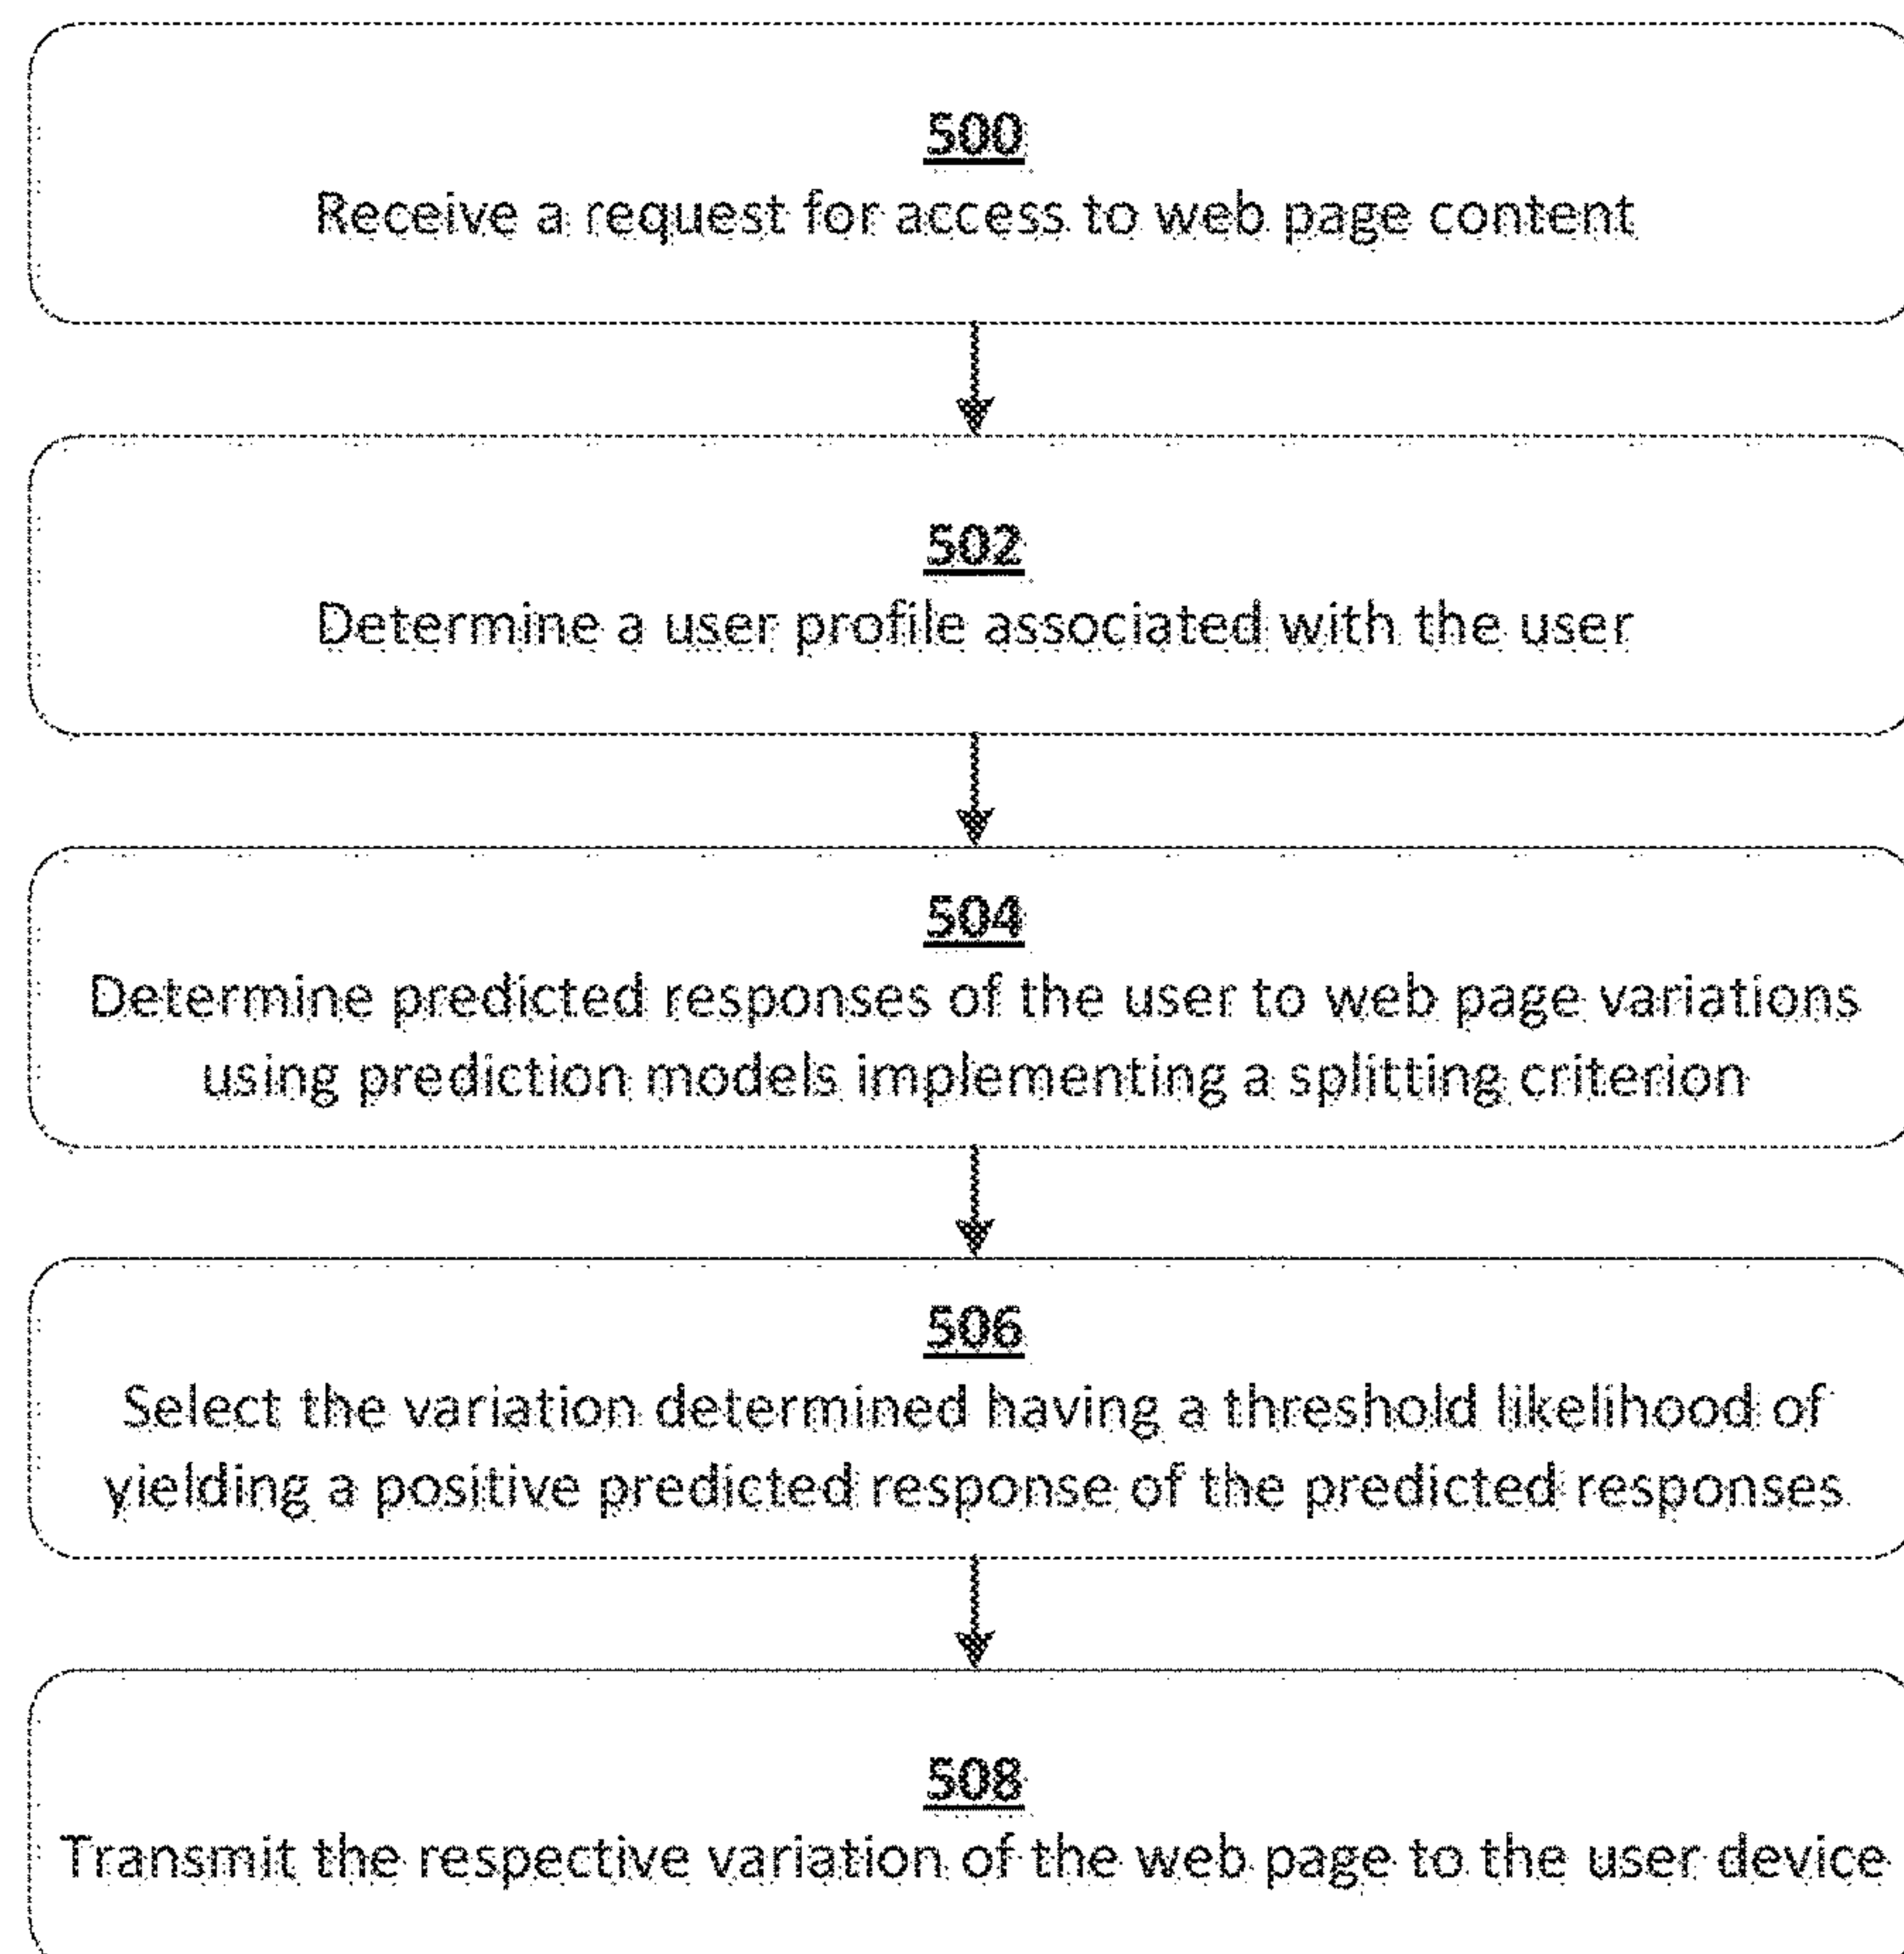 500
Receive a request for access to web page content
502
Determine a user profile associated with the user
504
Determine predicted responses of the user to web page variations
using prediction models implementing a splitting criterion
506
Select the variation determined having a threshold likelihood of
yielding a positive predicted response of the predicted responses
508
Transmit the respective variation of the web page to the user device